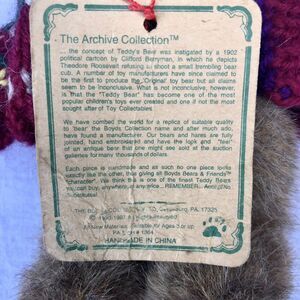 The Archive Collection™
... the concept of Teddy's Bear was instigated by a 1902
political cartoon by Clifford Berryman, in which he depicts
Theodore Roosevelt refusing to shoot a small trembling bear
cub. A number of toy manufacturers have since claimed to
be the first to produce the Original toy bear but all claims
seem to be inconclusive. What is not inconclusive, however,
is that the "Teddy Bear" has become one of the most
popular children's toys ever created and one if not the most
sought after of Toy Collectables.
We have combed the world for a replica of suitable quality
to 'bear' the Boyds Collection name and after much ado,
have found a manufacturer. Our bears and hares are fully
jointed, hand embroidered and have the look and "feel"
of an antique bear that one might see sold at the auction
galleries for many thousands of dollars.
Each piece is handmade and as such no one piece looks
exactly like the other, thus giving all Boyds Bears & Friends™
"Character". We think this is one of the finest Teddy Bears
you can buy, anywhere, at any price...REMEMBER... Accept No
Substitutes!
THE BOYDS COLLECTION LTD. Gettysburg, PA. 17325
All New Materials. Suitable for Ages 3 or up
HANDMADE IN CHINA